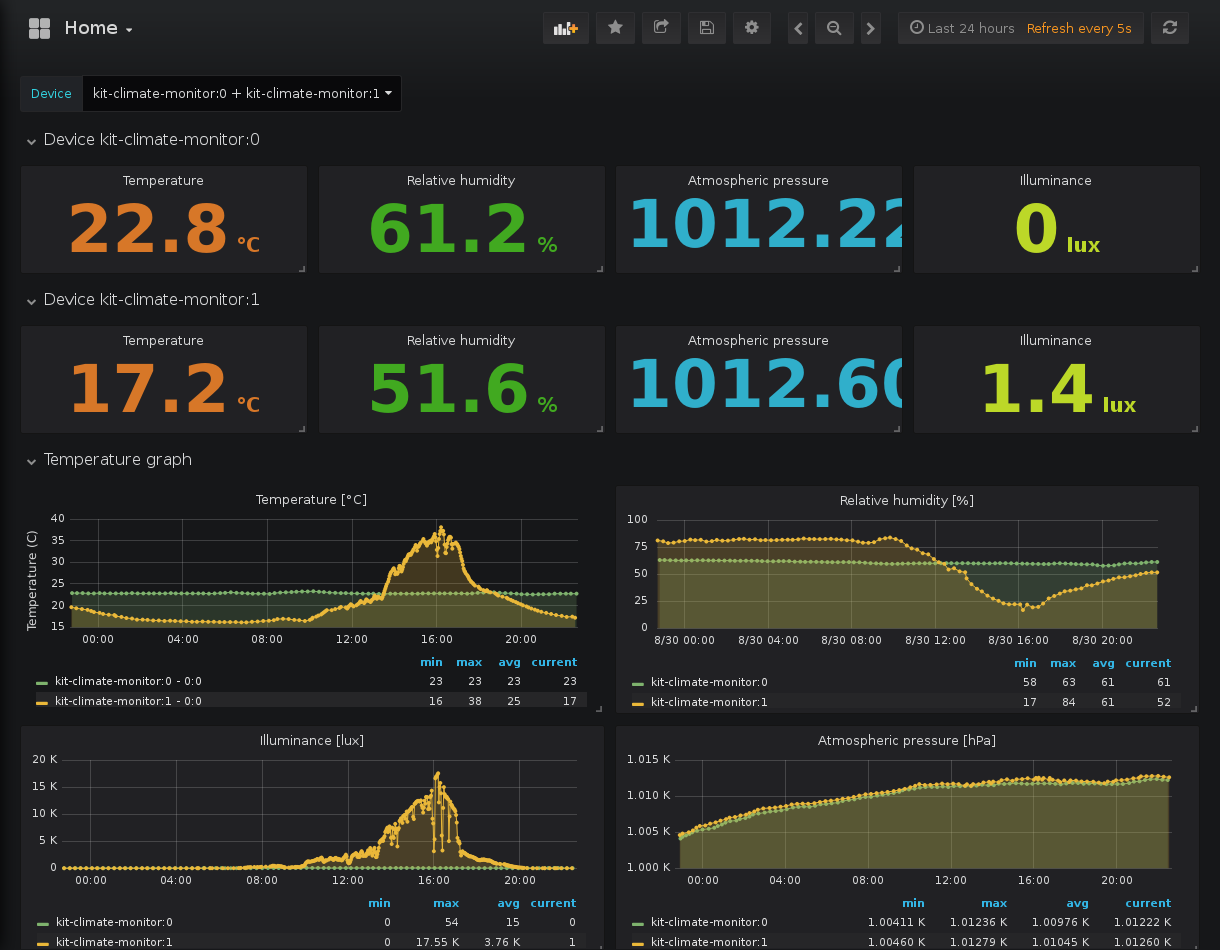 Home
Last 24 hours Refresh every 5s
Device kit-climate-monitor:0 + kit-climate-monitor:1
Device kit-climate-monitor:0
Temperature Relative humidity Atmospheric pressure Illuminance
22.8 °C 61.2 % 1012.22 0 lux
Device kit-climate-monitor:1
Temperature Relative humidity Atmospheric pressure Illuminance
17.2 °C 51.6 % 1012.60 1.4 lux
Temperature graph
Temperature [°C]
Temperature (C)
40
35
30
25
20
15
00:00 04:00 08:00 12:00 16:00 20:00
min max avg current
kit-climate-monitor:0 - 0:0 23 23 23 23
kit-climate-monitor:1 - 0:0 16 38 25 17
Relative humidity [%]
100
75
50
25
0
8/30 00:00 8/30 04:00 8/30 08:00 8/30 12:00 8/30 16:00 8/30 20:00
min max avg current
kit-climate-monitor:0 58 63 61 61
kit-climate-monitor:1 17 84 61 52
Illuminance [lux]
20 K
15 K
10 K
5 K
0
00:00 04:00 08:00 12:00 16:00 20:00
min max avg current
kit-climate-monitor:0 0 54 15 0
kit-climate-monitor:1 0 17.55 K 3.76 K 1
Atmospheric pressure [hPa]
1.015 K
1.010 K
1.005 K
1.000 K
00:00 04:00 08:00 12:00 16:00 20:00
min max avg current
kit-climate-monitor:0 1.00411 K 1.01236 K 1.00976 K 1.01222 K
kit-climate-monitor:1 1.00460 K 1.01279 K 1.01045 K 1.01260 K